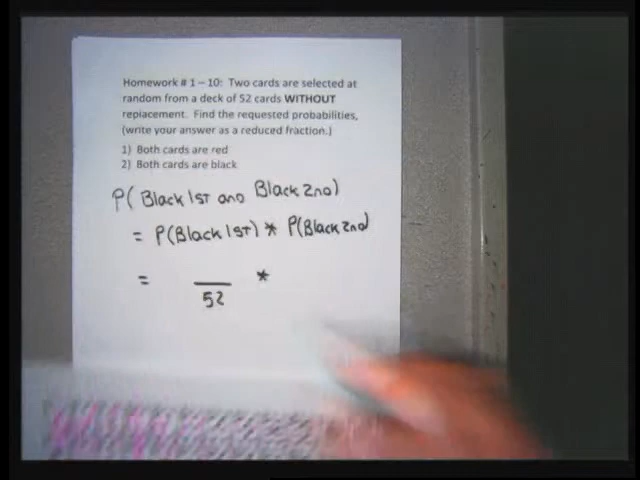 Homework # 1 – 10: Two cards are selected at
random from a deck of 52 cards WITHOUT
replacement. Find the requested probabilities,
(write your answer as a reduced fraction.)
1) Both cards are red
2) Both cards are black
P(Black 1ST and Black 2nd)
= P(Black 1ST) * P(Black 2nd)
= — *
52